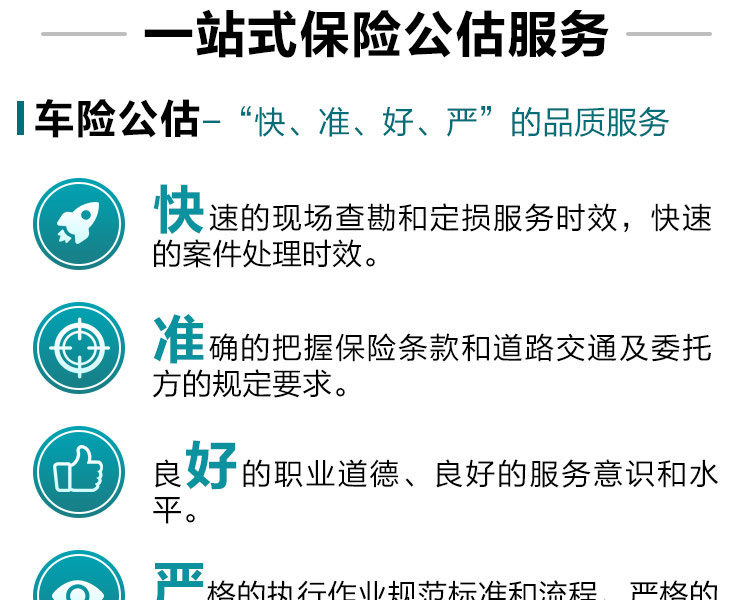 一站式保险公估服务
车险公估–“快、准、好、严”的品质服务
快速的现场查勘和定损服务时效，快速
的案件处理时效。
准确的把握保险条款和道路交通及委托
方的规定要求。
良好的职业道德、良好的服务意识和水
平。
严格的执行作业规范标准和流程、严格的